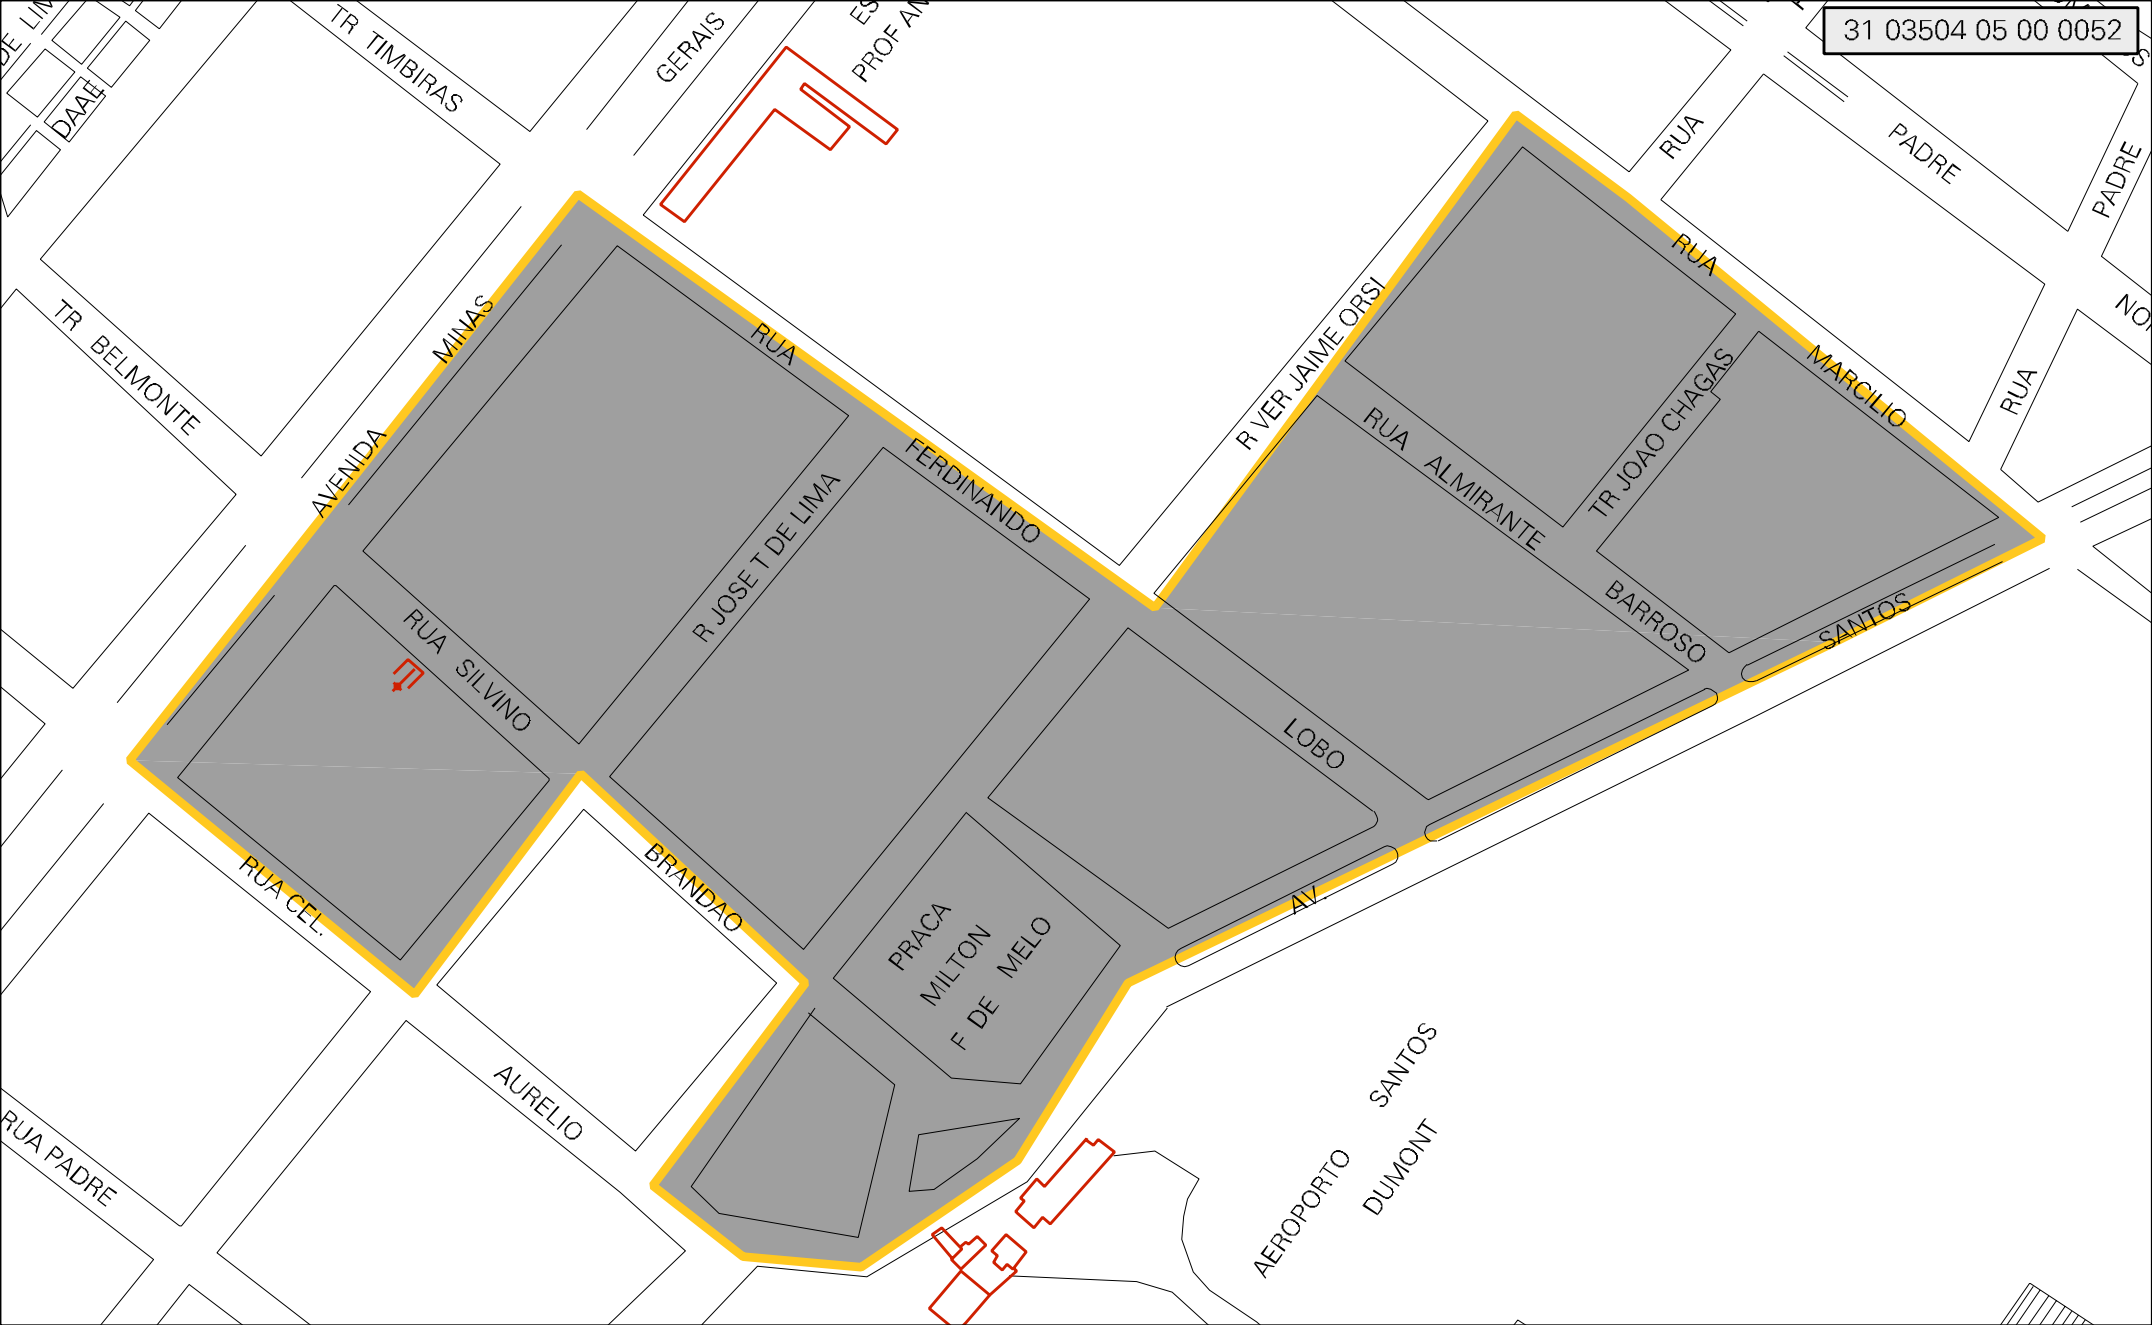 31 03504 05 00 0052
TR TIMBIRAS
GERAIS
PROF AN
DE LIM
DAAE
RUA
PADRE
PADRE
RUA
MARCILIO
RUA
TR BELMONTE
AVENIDA MINAS
RUA
FERDINANDO
LOBO
R VER JAIME ORSI
RUA ALMIRANTE
BARROSO
TR JOAO CHAGAS
R JOSE T DE LIMA
RUA SILVINO
BRANDAO
AV.
SANTOS
RUA CEL.
AURELIO
PRACA
MILTON
F DE MELO
RUA PADRE
AEROPORTO SANTOS
DUMONT